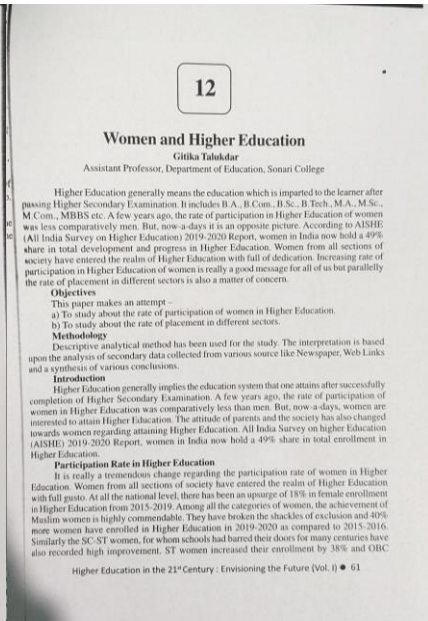 12
Women and Higher Education
Gitika Talukdar
Assistant Professor, Department of Education, Sonari College
Higher Education generally means the education which is imparted to the learner after
passing Higher Secondary Examination. It includes B.A., B.Com., B.Sc., B.Tech., M.A., M.Sc.,
M.Com., MBBS etc. A few years ago, the rate of participation in Higher Education of women
was less comparatively men. But, now-a-days it is an opposite picture. According to AISHE
(All India Survey on Higher Education) 2019-2020 Report, women in India now hold a 49%
share in total development and progress in Higher Education. Women from all sections of
society have entered the realm of Higher Education with full of dedication. Increasing rate of
participation in Higher Education of women is really a good message for all of us but parallelly
the rate of placement in different sectors is also a matter of concern.
Objectives
This paper makes an attempt –
a) To study about the rate of participation of women in Higher Education.
b) To study about the rate of placement in different sectors.
Methodology
Descriptive analytical method has been used for the study. The interpretation is based
upon the analysis of secondary data collected from various source like Newspaper, Web Links
and a synthesis of various conclusions.
Introduction
Higher Education generally implies the education system that one attains after successfully
completion of Higher Secondary Examination. A few years ago, the rate of participation of
women in Higher Education was comparatively less than men. But, now-a-days, women are
interested to attain Higher Education. The attitude of parents and the society has also changed
towards women regarding attaining Higher Education. All India Survey on higher Education
(AISHE) 2019-2020 Report, women in India now hold a 49% share in total enrollment in
Higher Education.
Participation Rate in Higher Education
It is really a tremendous change regarding the participation rate of women in Higher
Education. Women from all sections of society have entered the realm of Higher Education
with full gusto. At all the national level, there has been an upsurge of 18% in female enrollment
in Higher Education from 2015-2019. Among all the categories of women, the achievement of
Muslim women is highly commendable. They have broken the shackles of exclusion and 40%
more women have enrolled in Higher Education in 2019-2020 as compared to 2015-2016.
Similarly the SC-ST women, for whom schools had barred their doors for many centuries have
also recorded high improvement. ST women increased their enrollment by 38% and OBC
Higher Education in the 21st Century : Envisioning the Future (Vol. I) ● 61